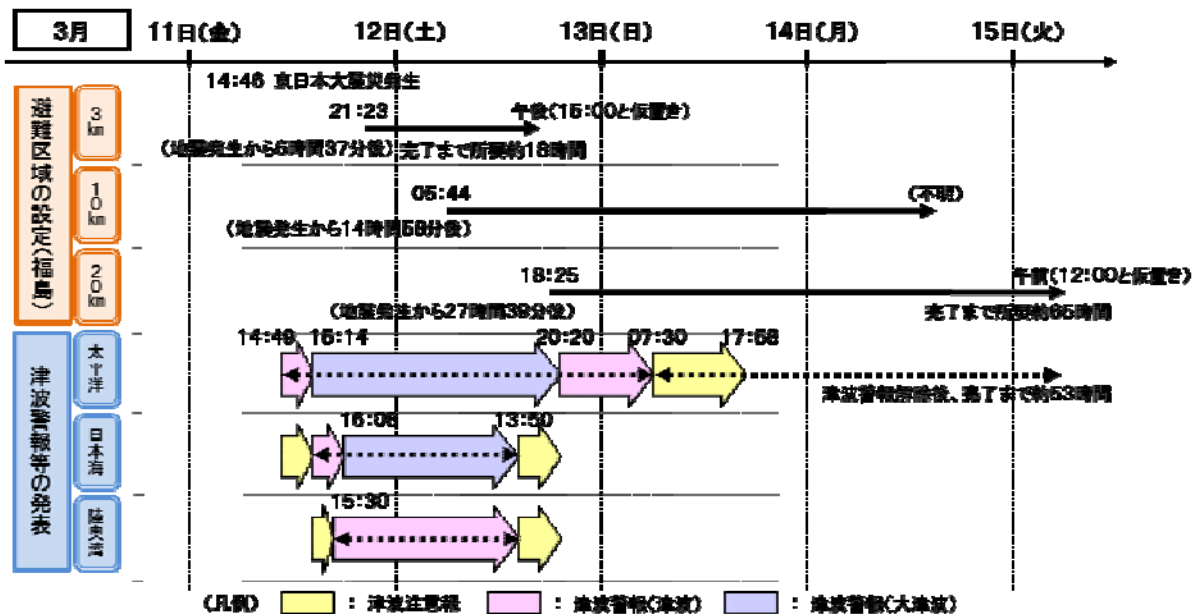 3月
11日(金)
12日(土)
13日(日)
14日(月)
15日(火)
14:46 東日本大震災発生
避難区域の設定(福島)
3km
21:23
午後(15:00と仮置き)
(地震発生から6時間37分後)
完了まで所要約18時間
10km
05:44
(不明)
(地震発生から14時間58分後)
20km
18:25
午前(12:00と仮置き)
(地震発生から27時間39分後)
完了まで所要約65時間
津波警報等の発表
太平洋
14:49
15:14
20:20
07:30
17:58
津波警報解除後、完了まで約53時間
日本海
16:08
13:50
陸奥湾
15:30
(凡例)
:津波注意報
:津波警報(津波)
:津波警報(大津波)